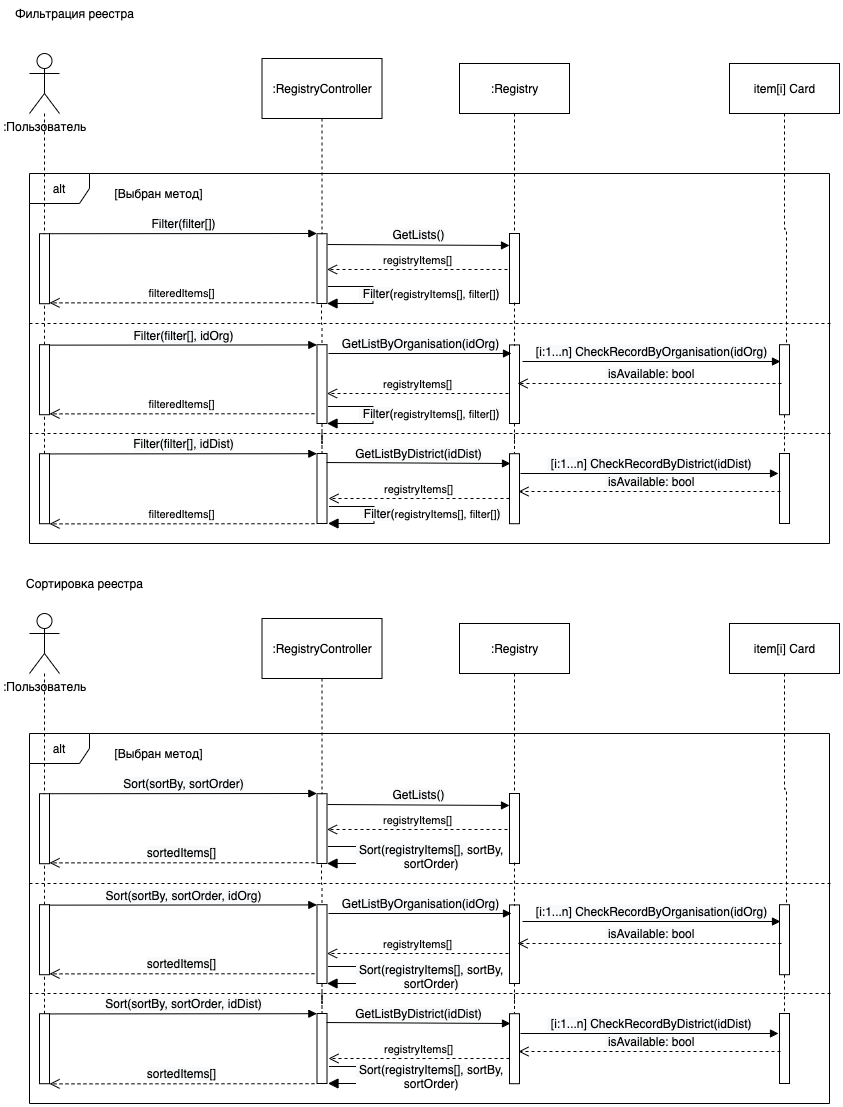 Фильтрация реестра
:Пользователь
:RegistryController
:Registry
item[i] Card
alt
[Выбран метод]
Filter(filter[])
GetLists()
registryItems[]
filteredItems[]
Filter(registryItems[], filter[])
Filter(filter[], idOrg)
GetListByOrganisation(idOrg)
[i:1...n] CheckRecordByOrganisation(idOrg)
isAvailable: bool
registryItems[]
filteredItems[]
Filter(registryItems[], filter[])
Filter(filter[], idDist)
GetListByDistrict(idDist)
[i:1...n] CheckRecordByDistrict(idDist)
isAvailable: bool
registryItems[]
filteredItems[]
Filter(registryItems[], filter[])
Сортировка реестра
:Пользователь
:RegistryController
:Registry
item[i] Card
alt
[Выбран метод]
Sort(sortBy, sortOrder)
GetLists()
registryItems[]
sortedItems[]
Sort(registryItems[], sortBy,
sortOrder)
Sort(sortBy, sortOrder, idOrg)
GetListByOrganisation(idOrg)
[i:1...n] CheckRecordByOrganisation(idOrg)
isAvailable: bool
registryItems[]
sortedItems[]
Sort(registryItems[], sortBy,
sortOrder)
Sort(sortBy, sortOrder, idDist)
GetListByDistrict(idDist)
[i:1...n] CheckRecordByDistrict(idDist)
isAvailable: bool
registryItems[]
sortedItems[]
Sort(registryItems[], sortBy,
sortOrder)